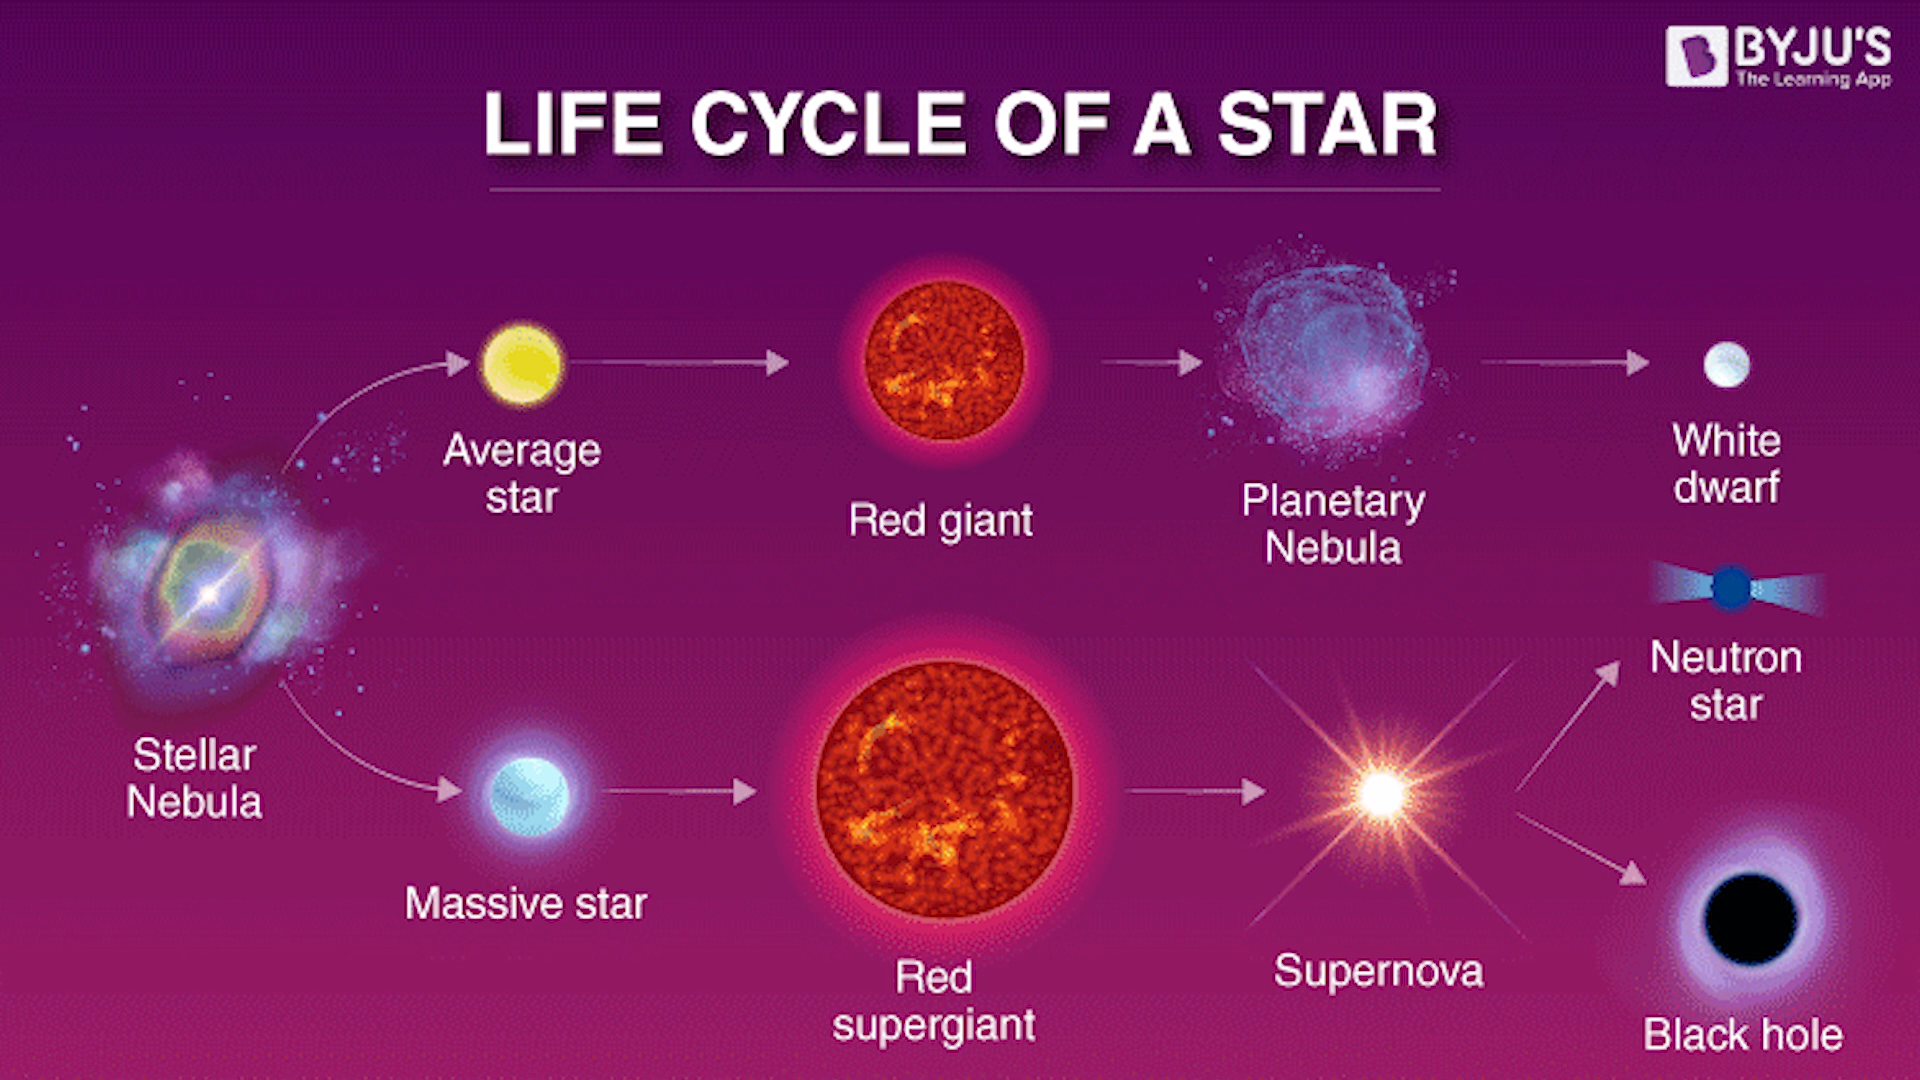 BYJU'S
The Learning App
LIFE CYCLE OF A STAR
Average
star
Red giant
Planetary
Nebula
White
dwarf
Neutron
star
Stellar
Nebula
Massive star
Red
supergiant
Supernova
Black hole